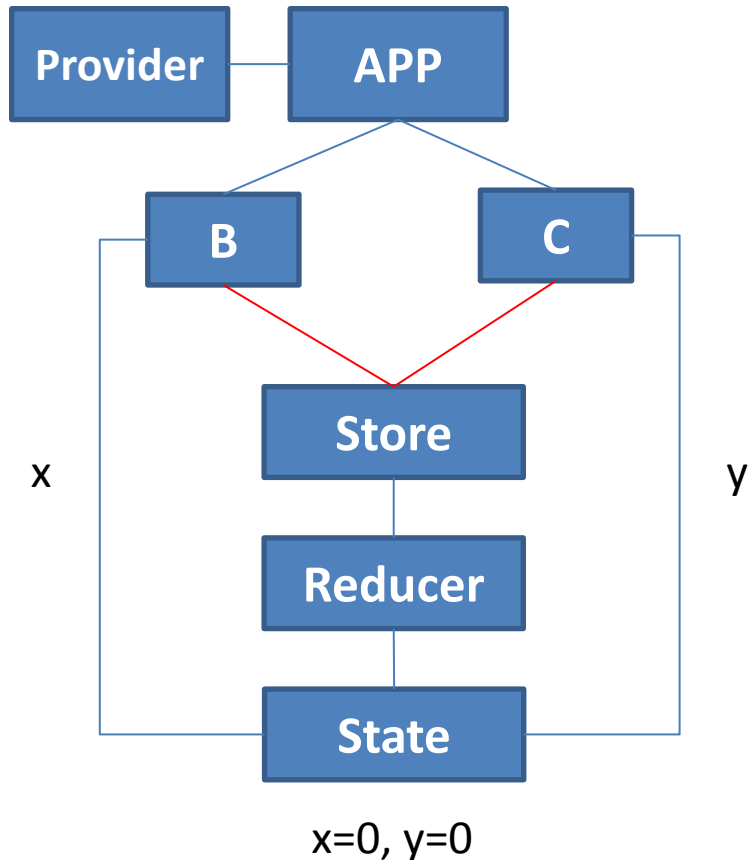 Provider
APP
B
C
Store
x
y
Reducer
State
x=0, y=0